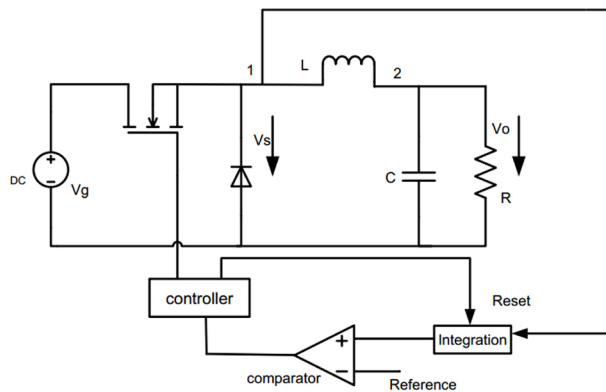 1
L
2
Vs
Vo
DC
Vg
C
R
controller
Reset
Integration
comparator
Reference
+
−
+
−